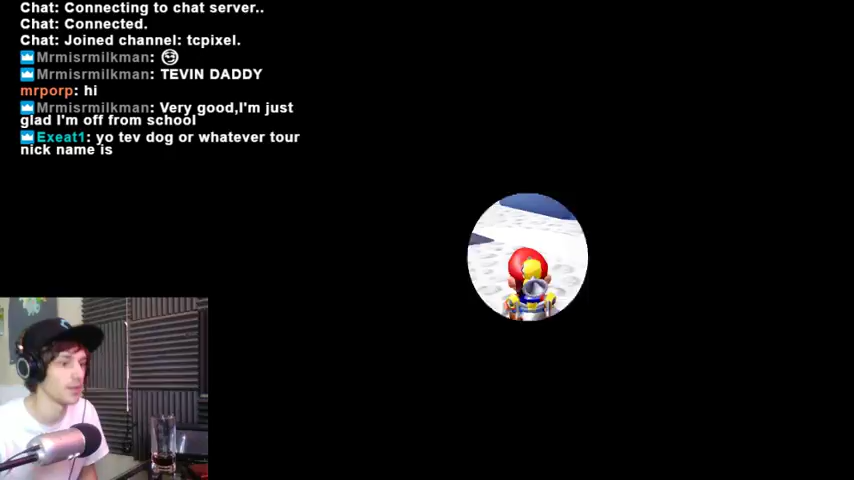 Chat: Connecting to chat server..
Chat: Connected.
Chat: Joined channel: tcpixel.
Mrmisrmilkman: 😏
Mrmisrmilkman: TEVIN DADDY
mrporp: hi
Mrmisrmilkman: Very good,I'm just
glad I'm off from school
Exeat1: yo tev dog or whatever tour
nick name is